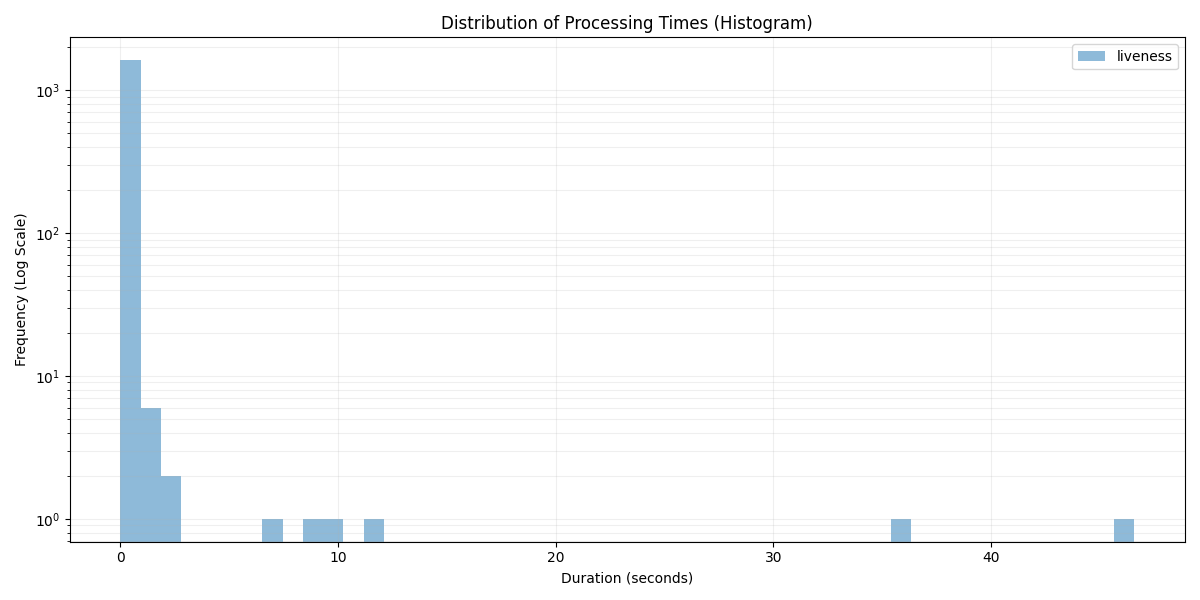 Distribution of Processing Times (Histogram)
liveness
Frequency (Log Scale)
10³
10²
10¹
10⁰
0 10 20 30 40
Duration (seconds)